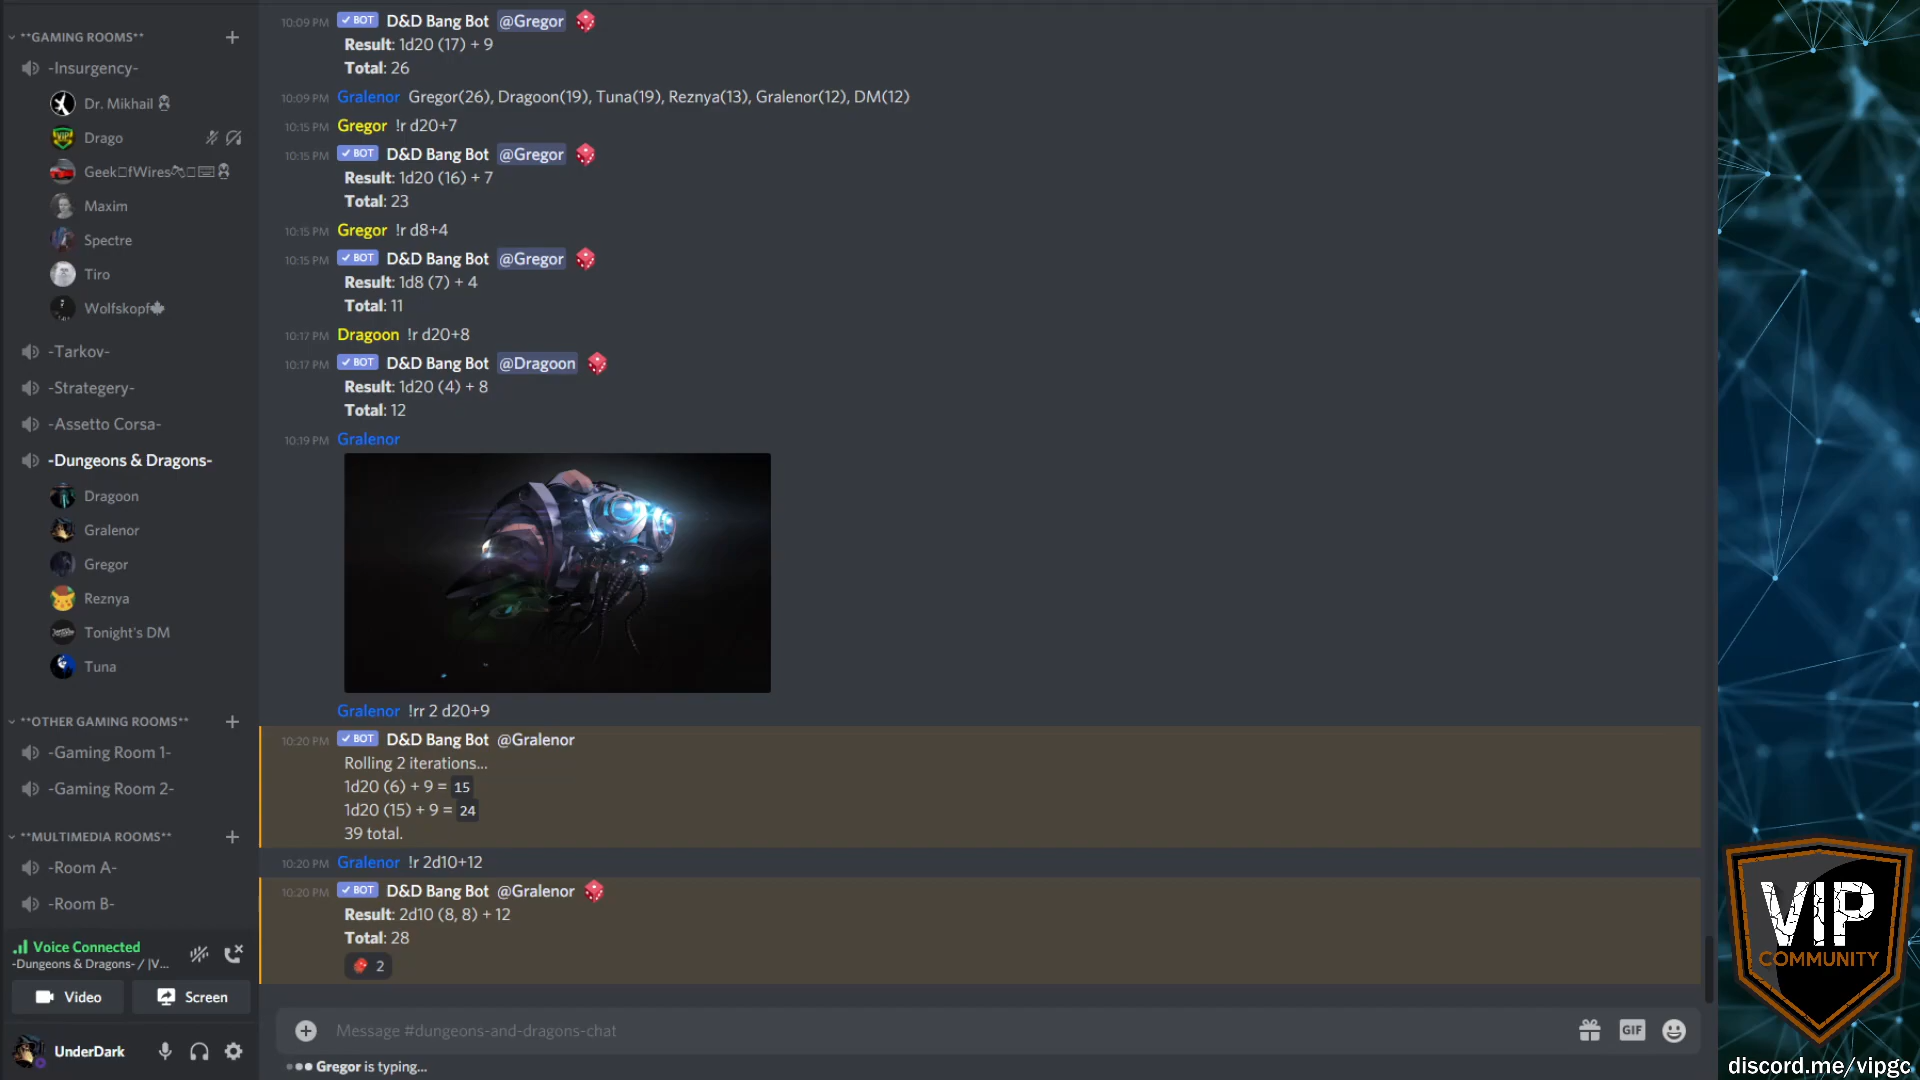 **GAMING ROOMS**
-Insurgency-
Dr. Mikhail
Drago
Geek▯fWires
Maxim
Spectre
Tiro
Wolfskopf
-Tarkov-
-Strategery-
-Assetto Corsa-
-Dungeons & Dragons-
Dragoon
Gralenor
Gregor
Reznya
Tonight's DM
Tuna
**OTHER GAMING ROOMS**
-Gaming Room 1-
-Gaming Room 2-
**MULTIMEDIA ROOMS**
-Room A-
-Room B-
Voice Connected
-Dungeons & Dragons- / |V...
Video Screen
UnderDark
10:09 PM BOT D&D Bang Bot @Gregor
Result: 1d20 (17) + 9
Total: 26
10:09 PM Gralenor Gregor(26), Dragoon(19), Tuna(19), Reznya(13), Gralenor(12), DM(12)
10:15 PM Gregor !r d20+7
10:15 PM BOT D&D Bang Bot @Gregor
Result: 1d20 (16) + 7
Total: 23
10:15 PM Gregor !r d8+4
10:15 PM BOT D&D Bang Bot @Gregor
Result: 1d8 (7) + 4
Total: 11
10:17 PM Dragoon !r d20+8
10:17 PM BOT D&D Bang Bot @Dragoon
Result: 1d20 (4) + 8
Total: 12
10:19 PM Gralenor
Gralenor !rr 2 d20+9
10:20 PM BOT D&D Bang Bot @Gralenor
Rolling 2 iterations...
1d20 (6) + 9 = 15
1d20 (15) + 9 = 24
39 total.
10:20 PM Gralenor !r 2d10+12
10:20 PM BOT D&D Bang Bot @Gralenor
Result: 2d10 (8, 8) + 12
Total: 28
2
Message #dungeons-and-dragons-chat
GIF
Gregor is typing...
VIP
COMMUNITY
discord.me/vipgc